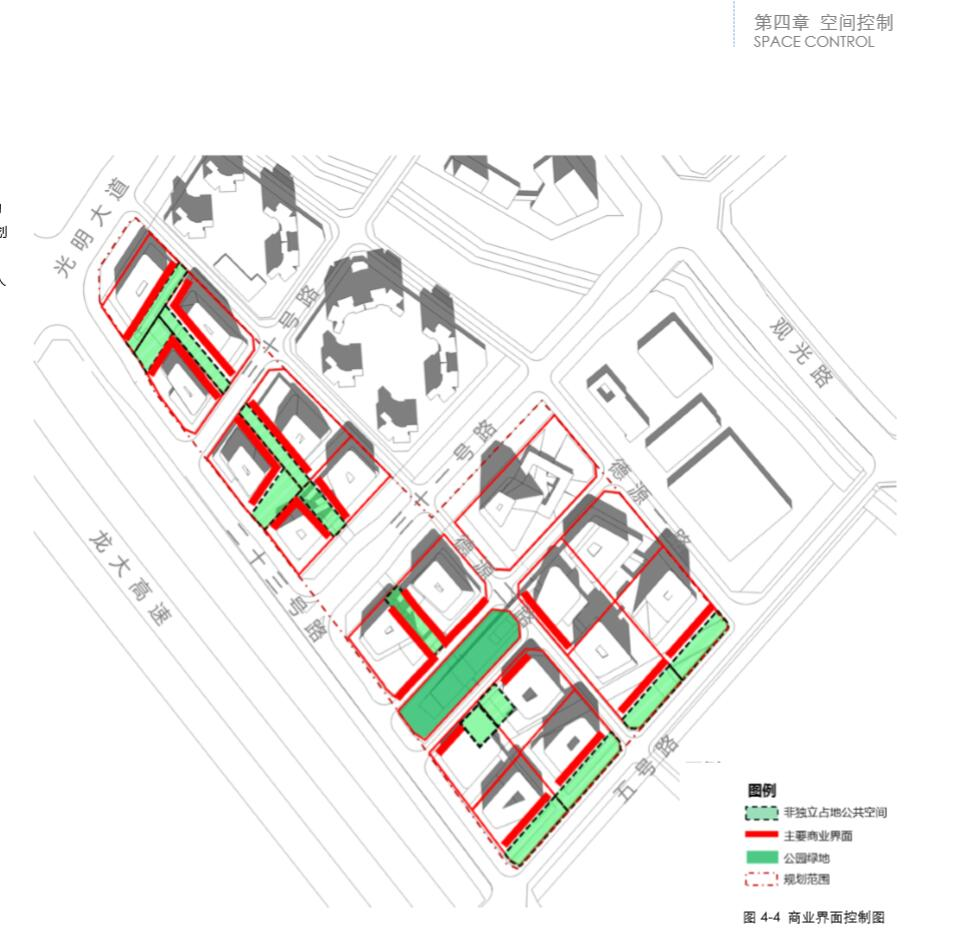 第四章 空间控制
SPACE CONTROL
划
人
光明大道
三十号路
观光路
三十一号路
德源一路
德源二路
龙大高速
二十三号路
五号路
图例
非独立占地公共空间
主要商业界面
公园绿地
规划范围
图 4-4 商业界面控制图